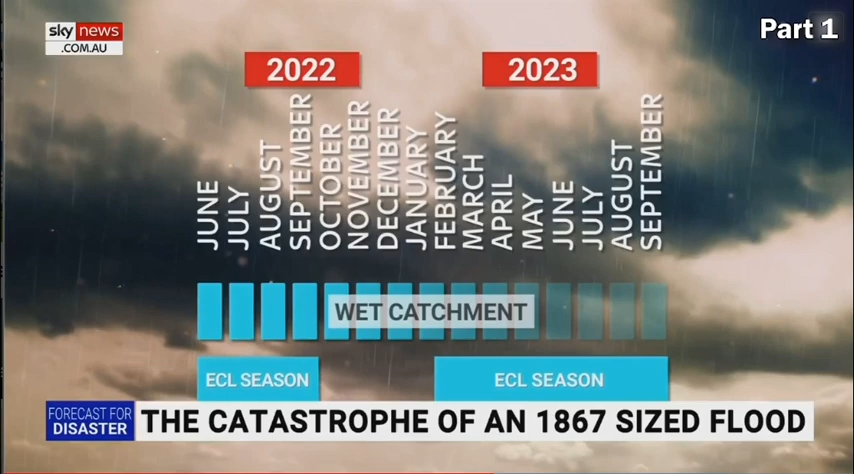 sky news
.COM.AU
Part 1
2022
2023
JUNE
JULY
AUGUST
SEPTEMBER
OCTOBER
NOVEMBER
DECEMBER
JANUARY
FEBRUARY
MARCH
APRIL
MAY
JUNE
JULY
AUGUST
SEPTEMBER
WET CATCHMENT
ECL SEASON
ECL SEASON
FORECAST FOR
DISASTER
THE CATASTROPHE OF AN 1867 SIZED FLOOD